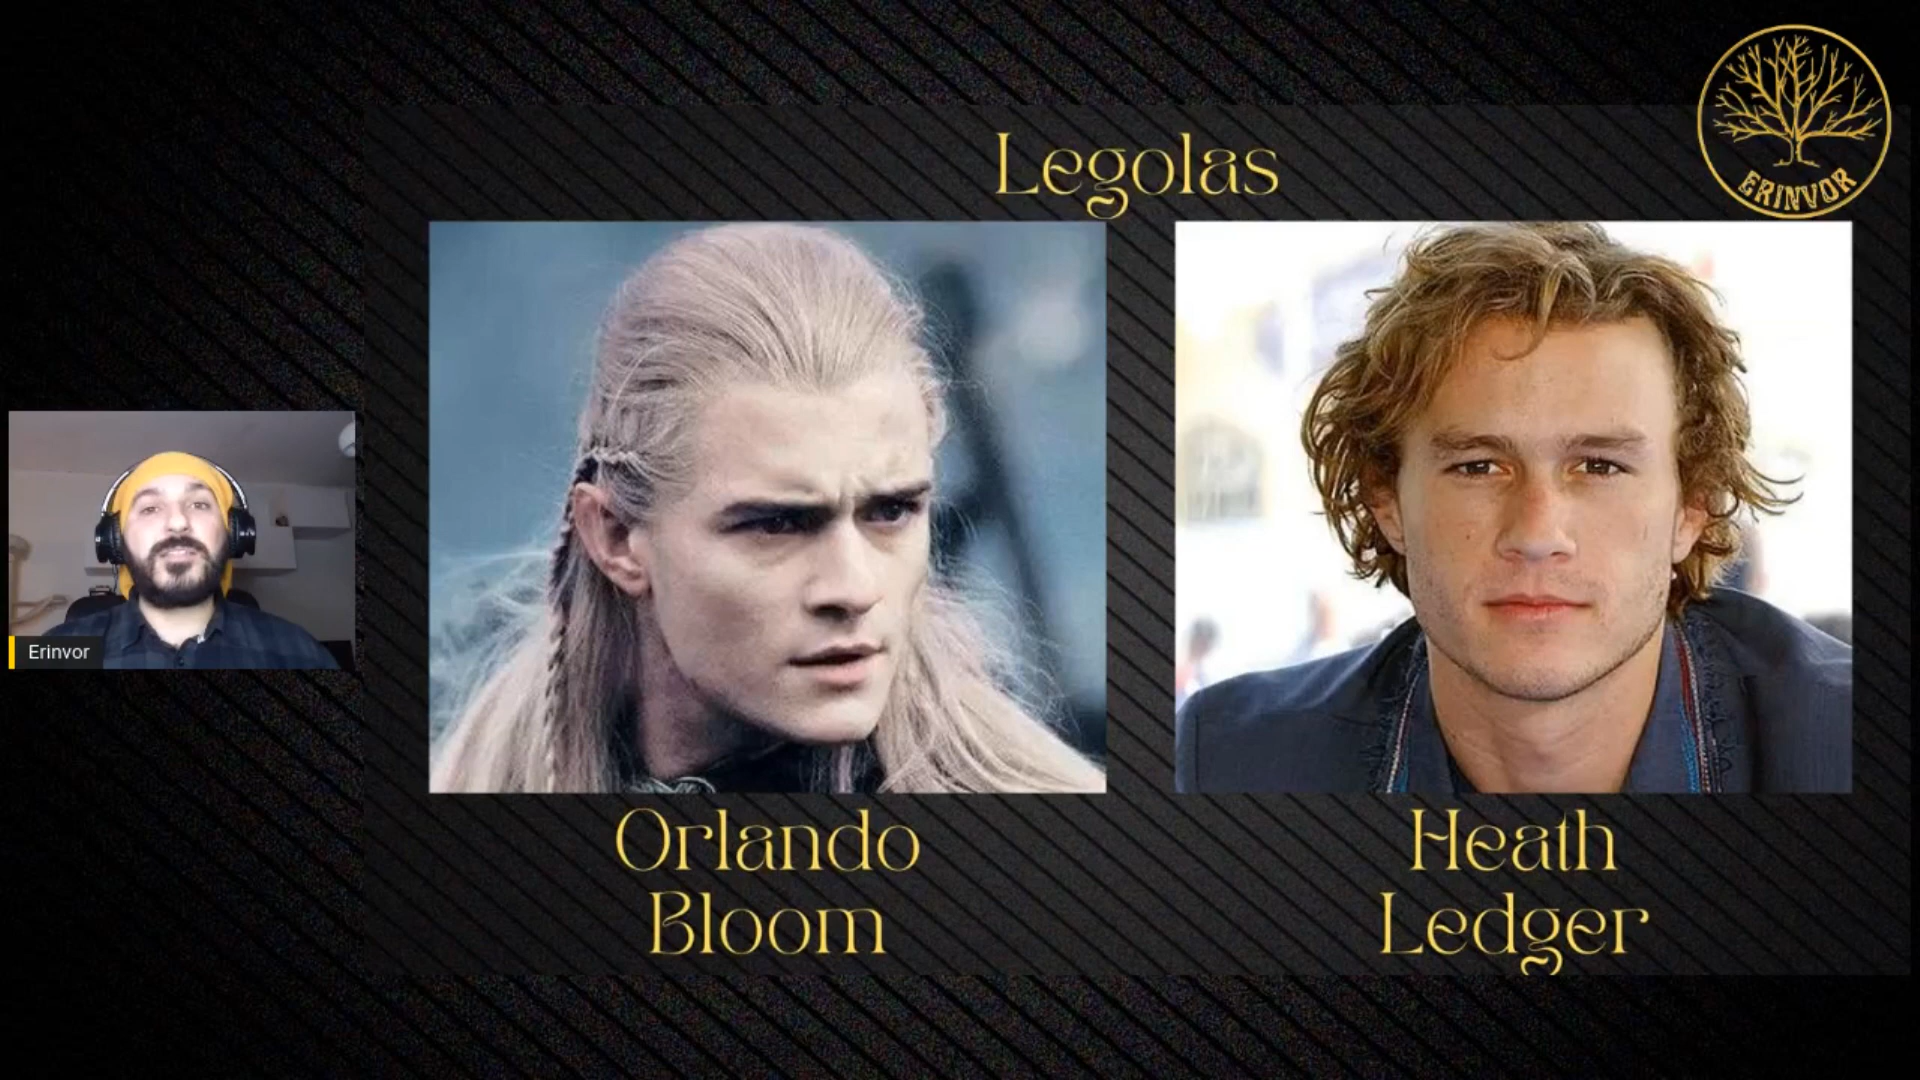 Legolas
ERINVOR
Erinvor
Orlando
Bloom
Heath
Ledger